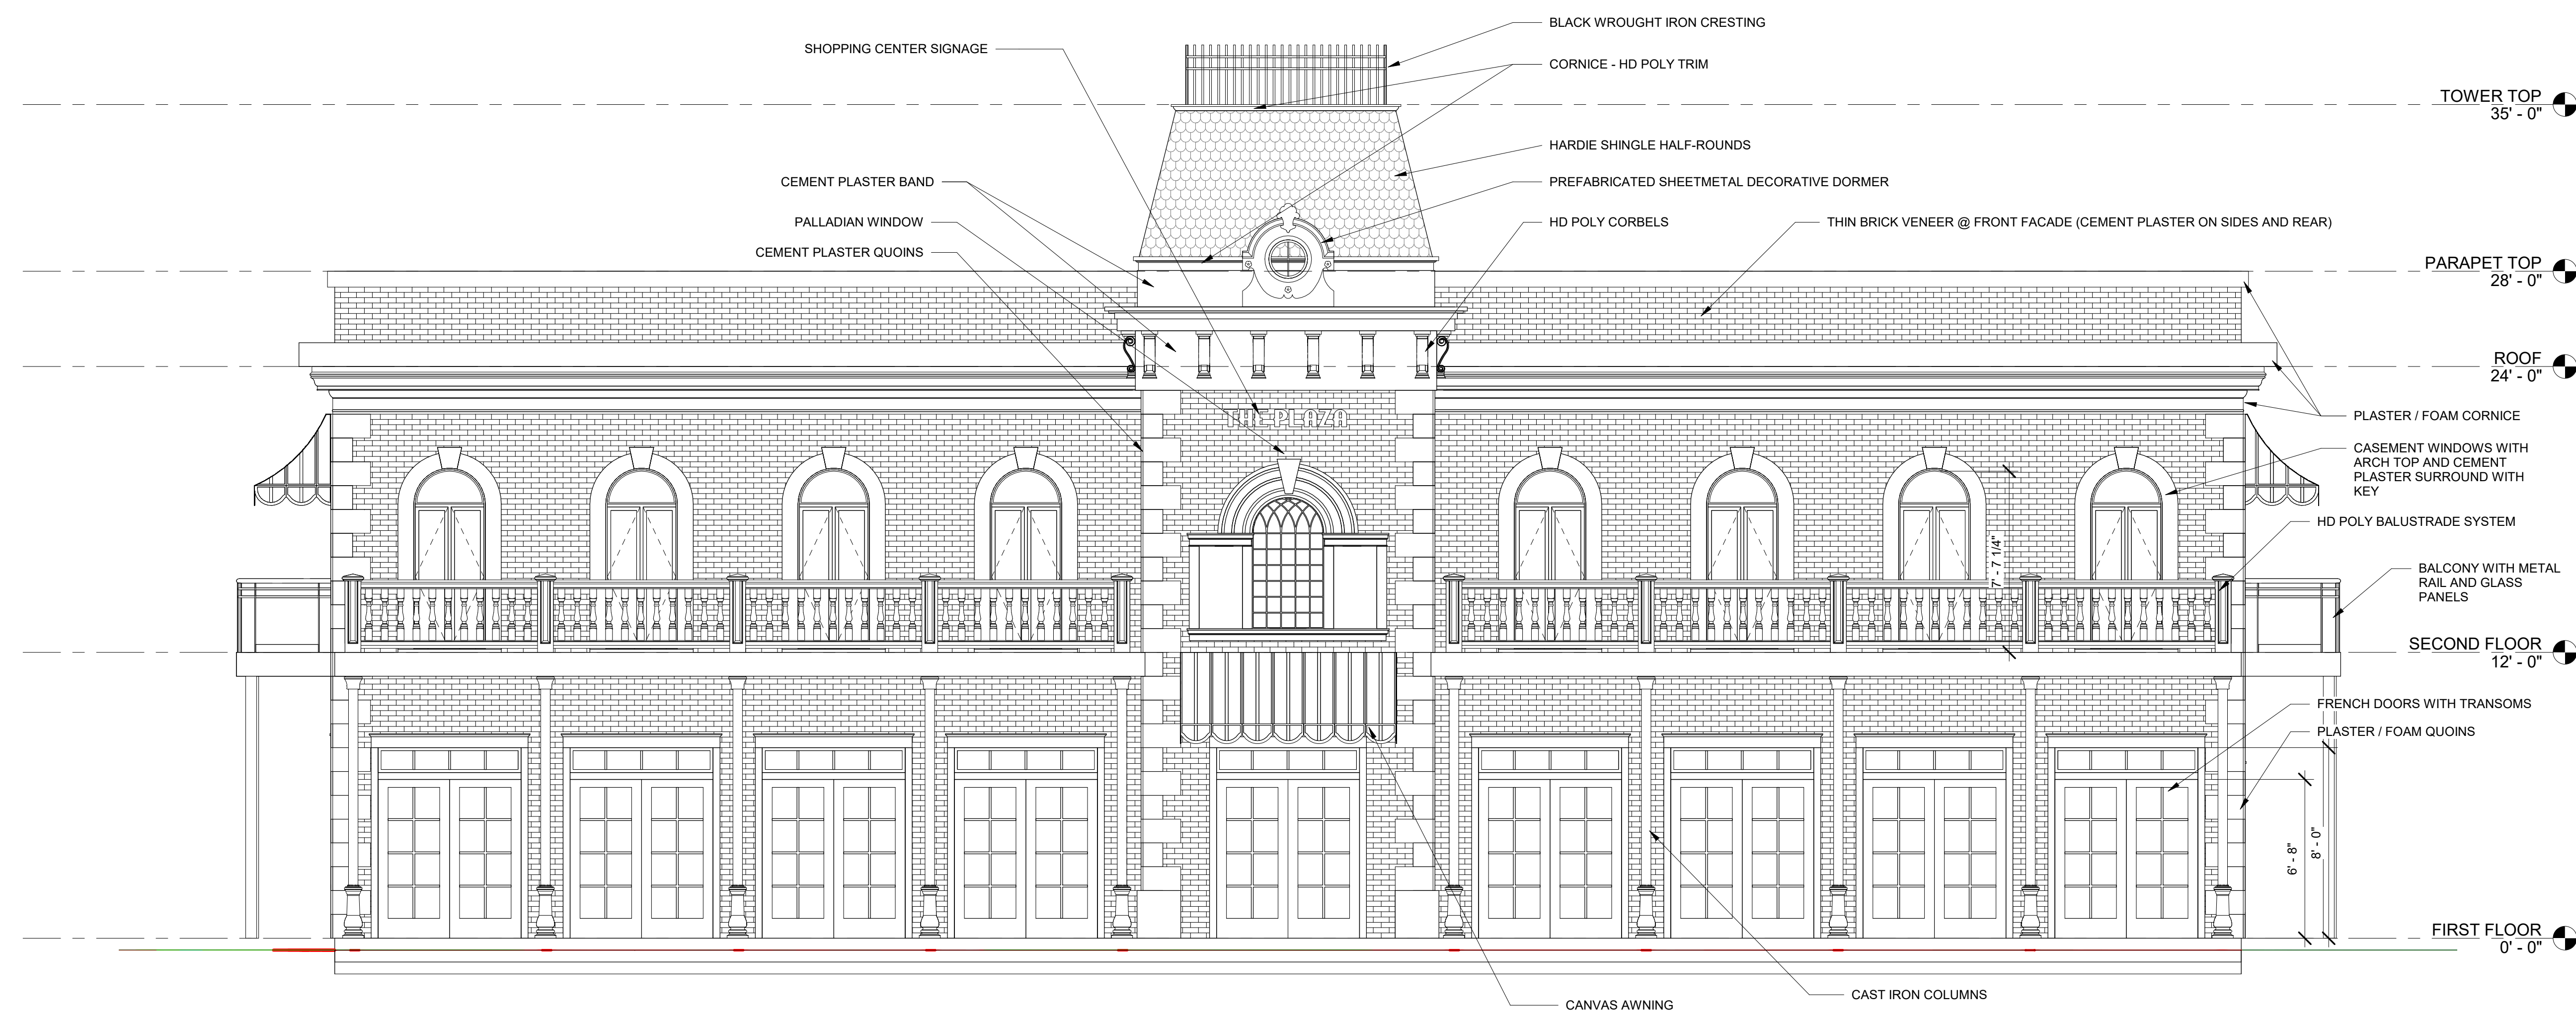 BLACK WROUGHT IRON CRESTING
SHOPPING CENTER SIGNAGE
CORNICE - HD POLY TRIM
TOWER TOP
35' - 0"
HARDIE SHINGLE HALF-ROUNDS
CEMENT PLASTER BAND
PREFABRICATED SHEETMETAL DECORATIVE DORMER
PALLADIAN WINDOW
HD POLY CORBELS
THIN BRICK VENEER @ FRONT FACADE (CEMENT PLASTER ON SIDES AND REAR)
CEMENT PLASTER QUOINS
PARAPET TOP
28' - 0"
ROOF
24' - 0"
THE PLAZA
PLASTER / FOAM CORNICE
CASEMENT WINDOWS WITH
ARCH TOP AND CEMENT
PLASTER SURROUND WITH
KEY
HD POLY BALUSTRADE SYSTEM
7' - 7 1/4"
BALCONY WITH METAL
RAIL AND GLASS
PANELS
SECOND FLOOR
12' - 0"
FRENCH DOORS WITH TRANSOMS
PLASTER / FOAM QUOINS
6' - 8"
8' - 0"
FIRST FLOOR
0' - 0"
CAST IRON COLUMNS
CANVAS AWNING